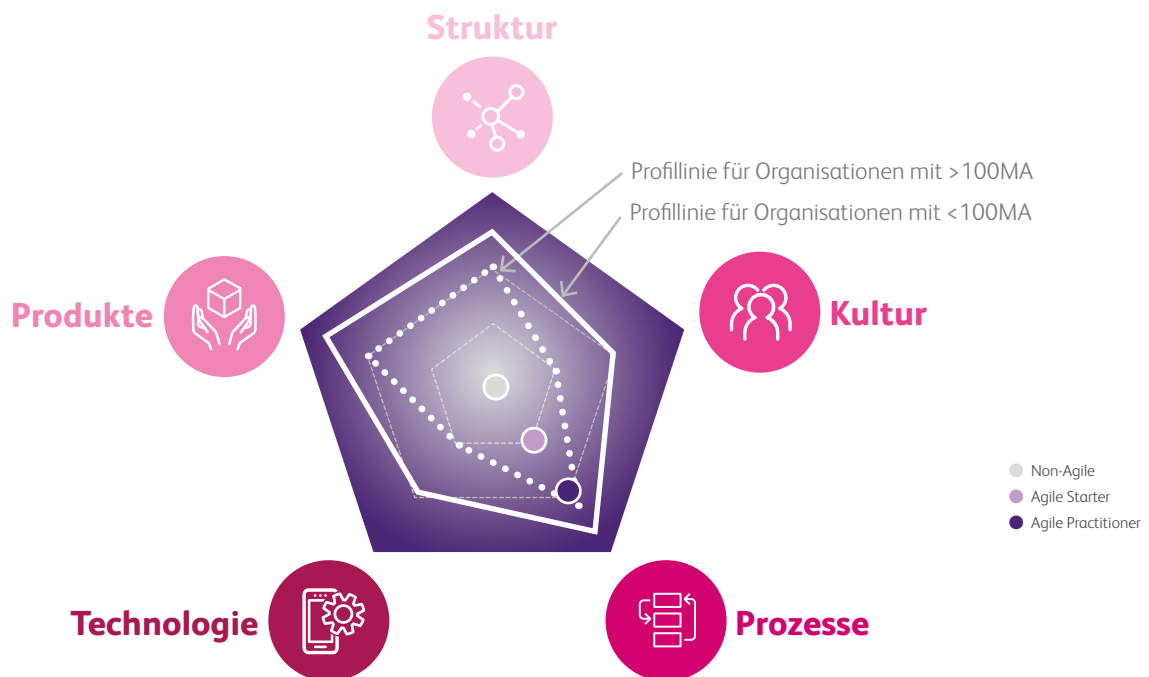 Struktur
Profillinie für Organisationen mit >100MA
Profillinie für Organisationen mit <100MA
Produkte
Kultur
Non-Agile
Agile Starter
Agile Practitioner
Technologie
Prozesse